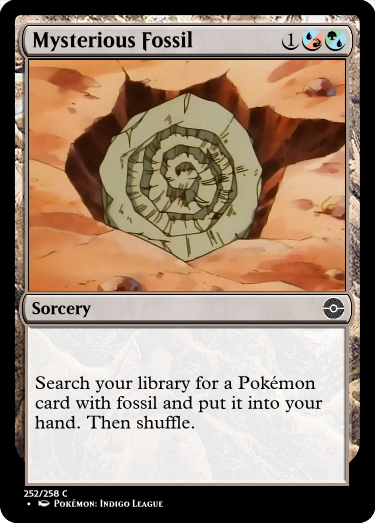 Mysterious Fossil 1
Sorcery
Search your library for a Pokémon
card with fossil and put it into your
hand. Then shuffle.
252/258 C
• Pokémon: Indigo League